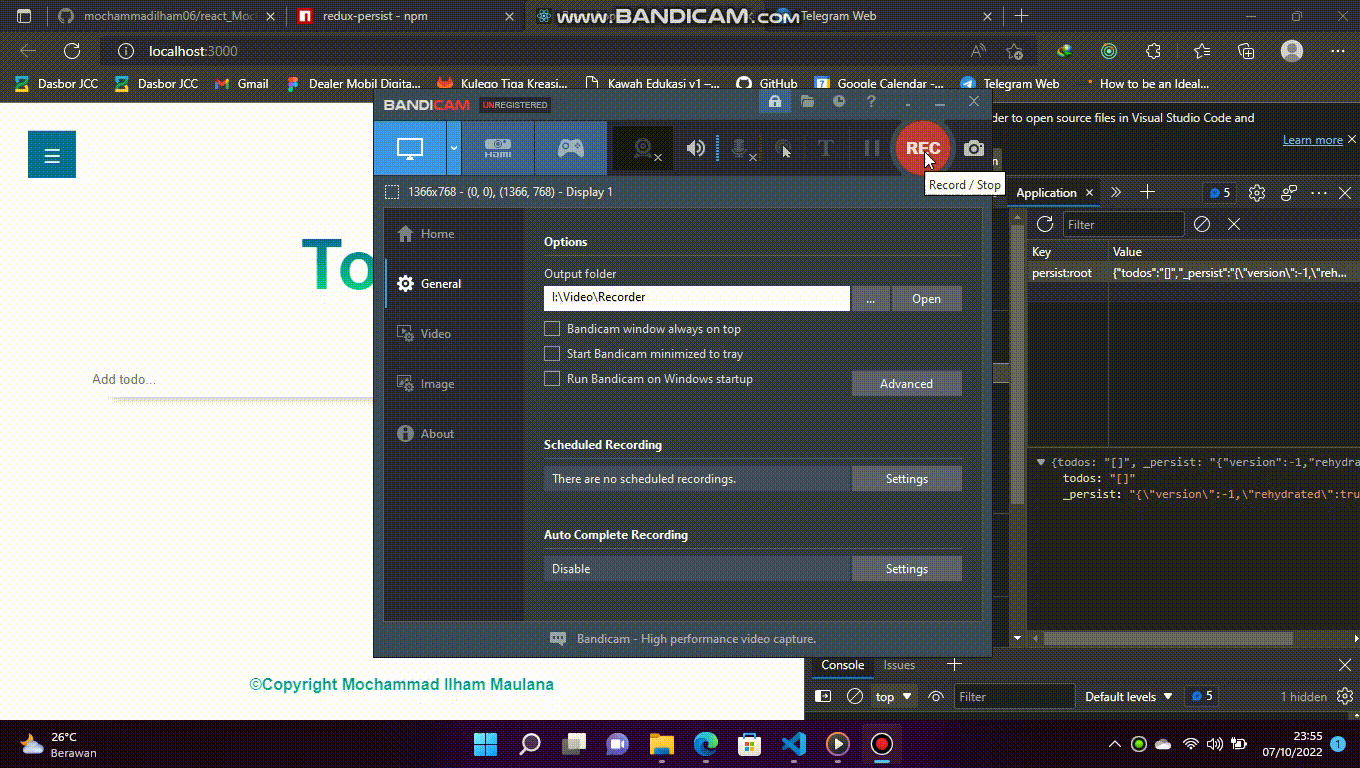 mochammadilham06/react_Moc
redux-persist - npm
www.BANDICAM.com
Telegram Web
localhost:3000
Dasbor JCC
Dasbor JCC
Gmail
Dealer Mobil Digita...
Kulego Tiga Kreasi...
Kawah Edukasi v1 –...
GitHub
Google Calendar -...
Telegram Web
How to be an Ideal...
BANDICAM UNREGISTERED
der to open source files in Visual Studio Code and
Learn more
HDMI
REC
Record / Stop
1366x768 - (0, 0), (1366, 768) - Display 1
Application
5
Filter
Key
Value
persist:root
{"todos":"[]","_persist":"{\"version\":-1,\"reh...
Home
General
Video
Image
About
Options
Output folder
I:\Video\Recorder
...
Open
Bandicam window always on top
Start Bandicam minimized to tray
Run Bandicam on Windows startup
Advanced
Scheduled Recording
There are no scheduled recordings.
Settings
Auto Complete Recording
Disable
Settings
Bandicam - High performance video capture.
To
Add todo...
©Copyright Mochammad Ilham Maulana
{todos: "[]", _persist: "{"version":-1,"rehydra
todos: "[]"
_persist: "{\"version\":-1,\"rehydrated\":tru
Console
Issues
top
Filter
Default levels
5
1 hidden
26°C
Berawan
23:55
07/10/2022
1